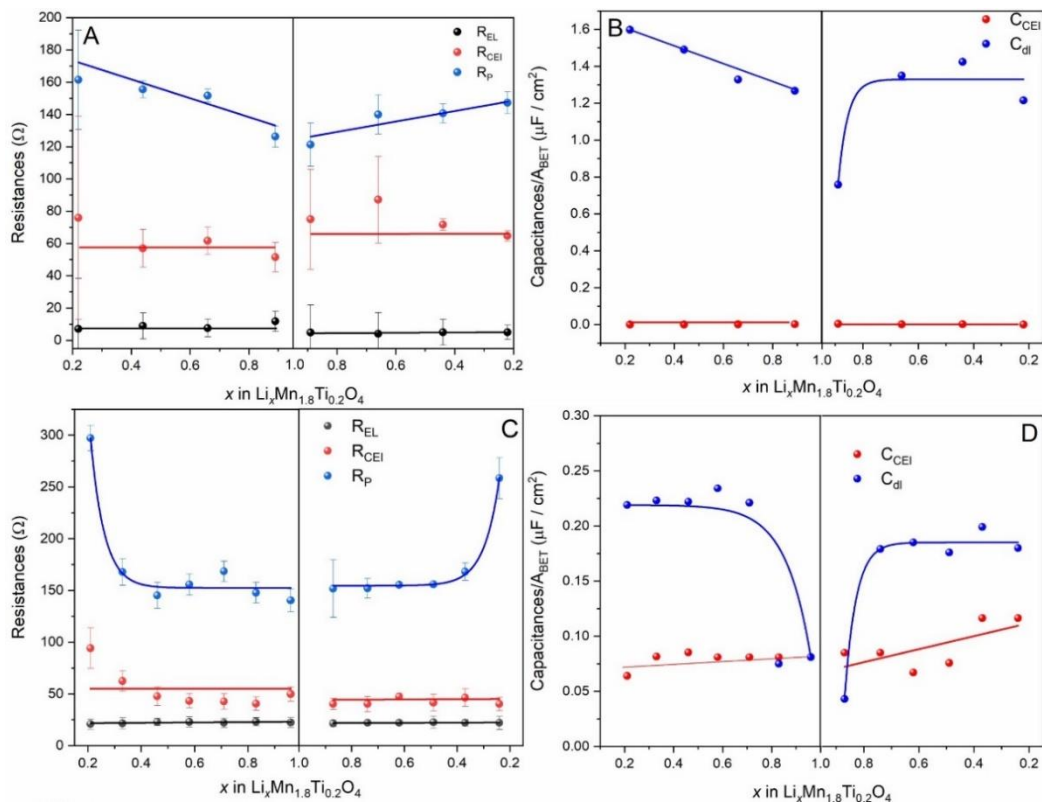 A
R_EL
R_CEI
R_P
Resistances (Ω)
200
180
160
140
120
100
80
60
40
20
0
0.2 0.4 0.6 0.8 1.0 0.8 0.6 0.4 0.2
x in Li_xMn_1.8Ti_0.2O_4
B
C_CEI
C_dl
Capacitances/A_BET (μF / cm²)
1.6
1.4
1.2
1.0
0.8
0.6
0.4
0.2
0.0
0.2 0.4 0.6 0.8 1.0 0.8 0.6 0.4 0.2
x in Li_xMn_1.8Ti_0.2O_4
C
R_EL
R_CEI
R_P
Resistances (Ω)
300
250
200
150
100
50
0
0.2 0.4 0.6 0.8 1.0 0.8 0.6 0.4 0.2
x in Li_xMn_1.8Ti_0.2O_4
D
C_CEI
C_dl
Capacitances/A_BET (μF / cm²)
0.30
0.25
0.20
0.15
0.10
0.05
0.00
0.2 0.4 0.6 0.8 1.0 0.8 0.6 0.4 0.2
x in Li_xMn_1.8Ti_0.2O_4